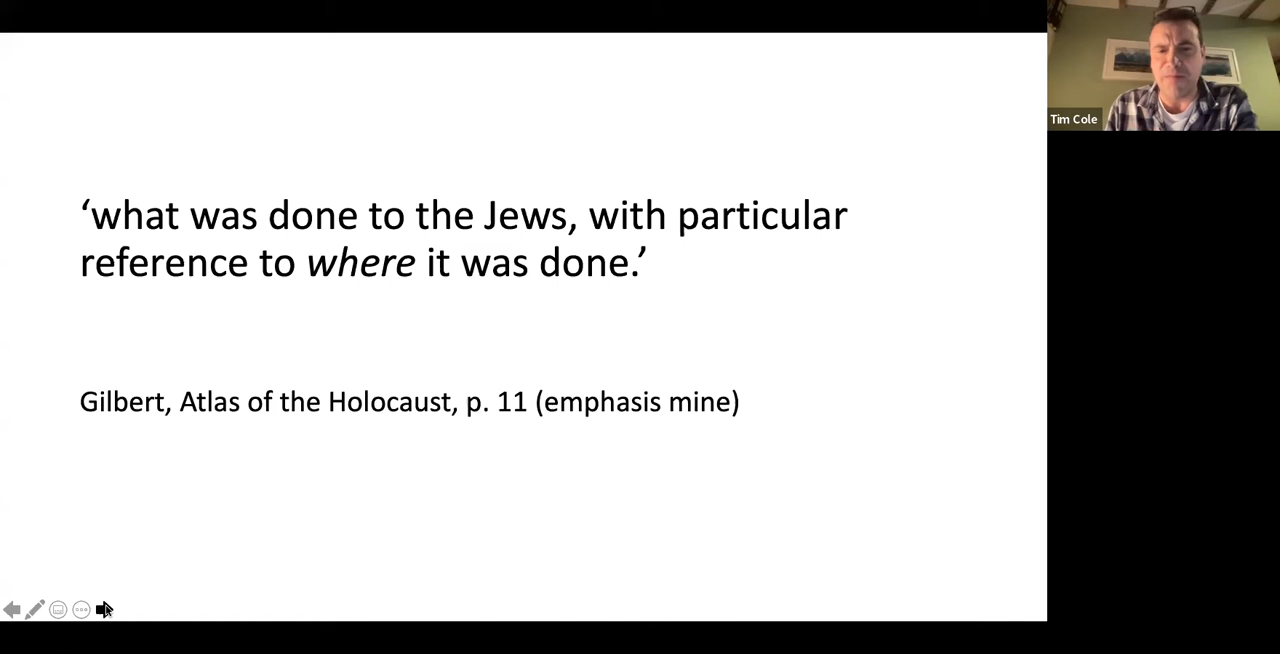 ‘what was done to the Jews, with particular
reference to where it was done.’
Gilbert, Atlas of the Holocaust, p. 11 (emphasis mine)
Tim Cole